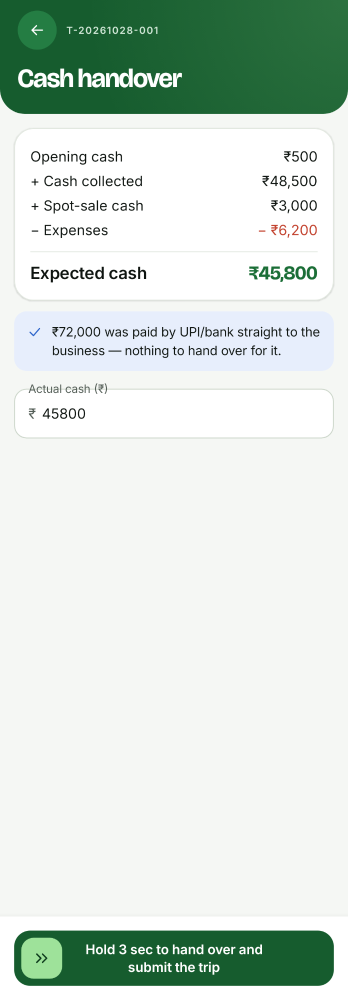 T-20261028-001
Cash handover
Opening cash ₹500
+ Cash collected ₹48,500
+ Spot-sale cash ₹3,000
− Expenses − ₹6,200
Expected cash ₹45,800
₹72,000 was paid by UPI/bank straight to the
business — nothing to hand over for it.
Actual cash (₹)
₹ 45800
Hold 3 sec to hand over and
submit the trip